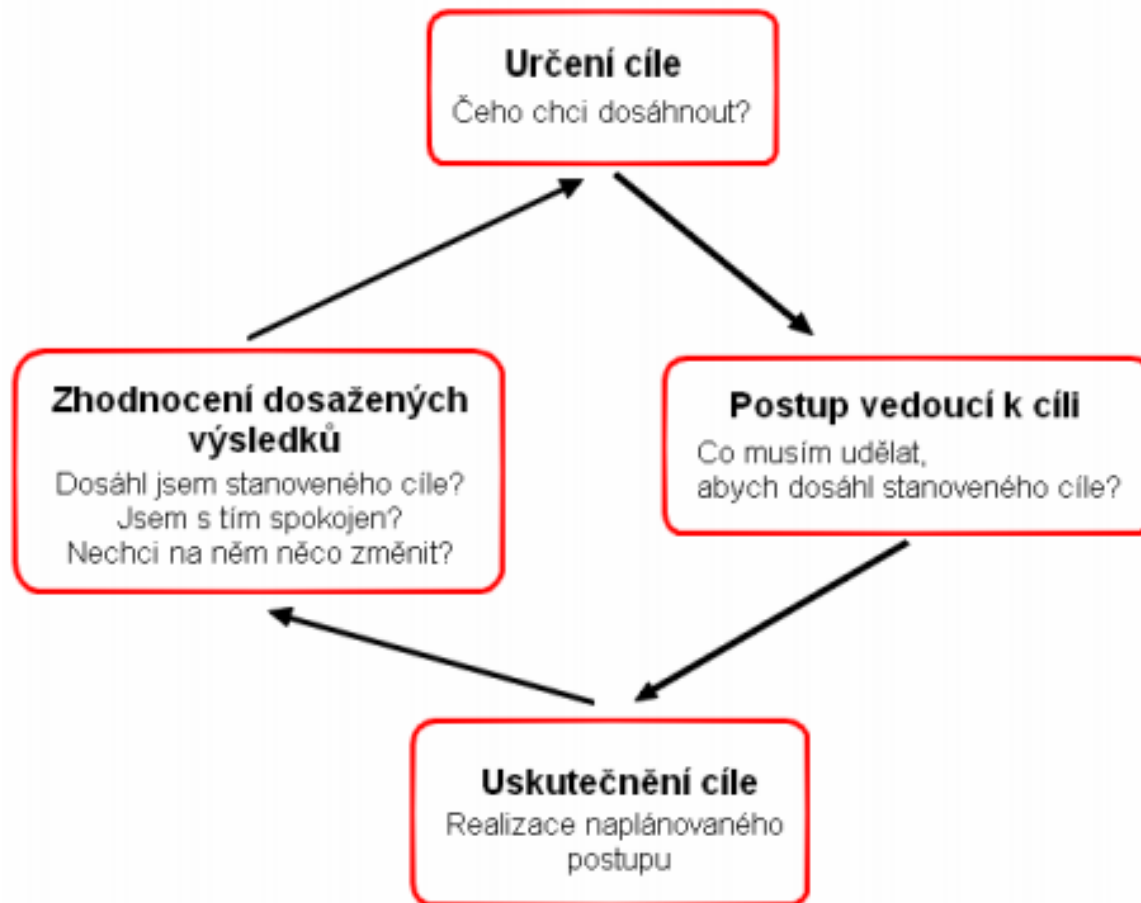 Určení cíle
Čeho chci dosáhnout?
Zhodnocení dosažených
výsledků
Dosáhl jsem stanoveného cíle?
Jsem s tím spokojen?
Nechci na něm něco změnit?
Postup vedoucí k cíli
Co musím udělat,
abych dosáhl stanoveného cíle?
Uskutečnění cíle
Realizace naplánovaného
postupu